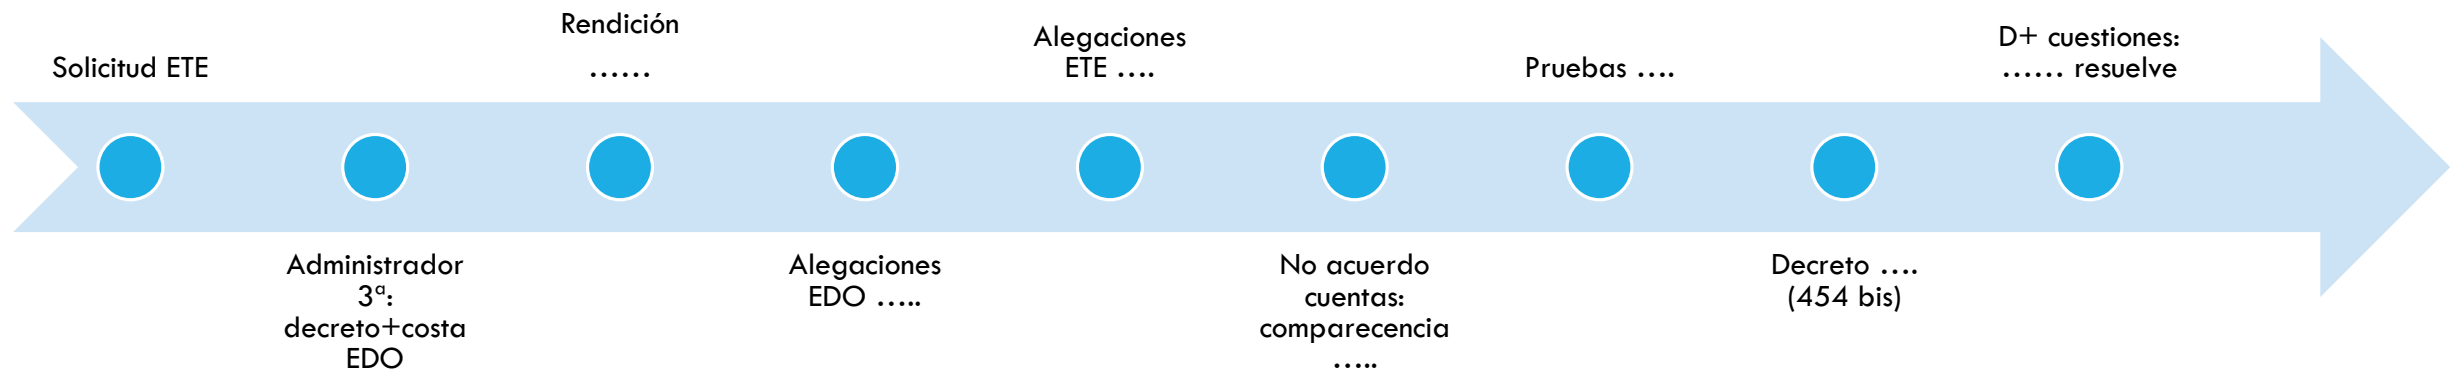 Solicitud ETE
Administrador
3ª:
decreto+costa
EDO
Rendición
......
Alegaciones
EDO .....
Alegaciones
ETE ....
No acuerdo
cuentas:
comparecencia
.....
Pruebas ....
Decreto ....
(454 bis)
D+ cuestiones:
...... resuelve